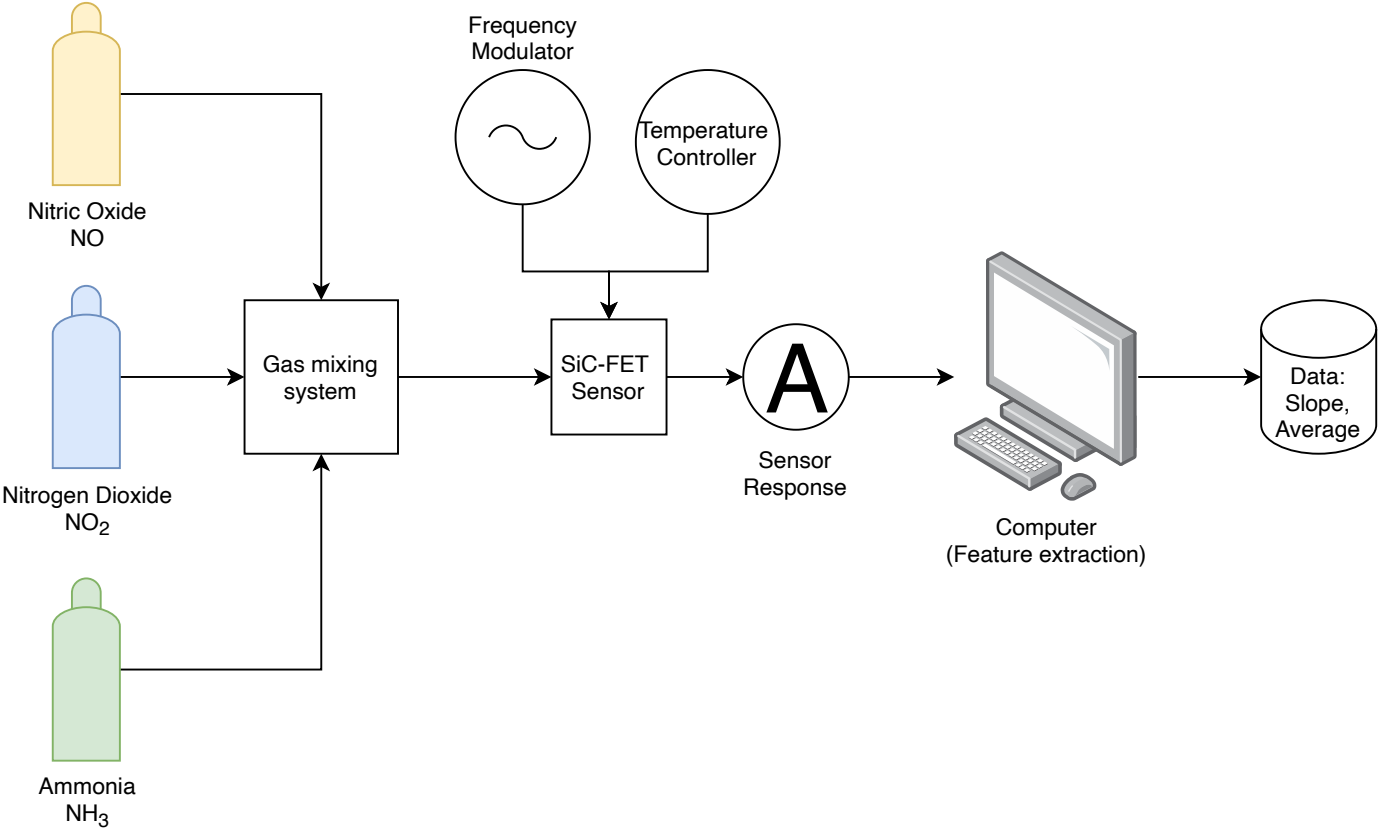 Frequency
Modulator
Temperature
Controller
Nitric Oxide
NO
Gas mixing
system
SiC-FET
Sensor
A
Sensor
Response
Data:
Slope,
Average
Nitrogen Dioxide
NO₂
Computer
(Feature extraction)
Ammonia
NH₃